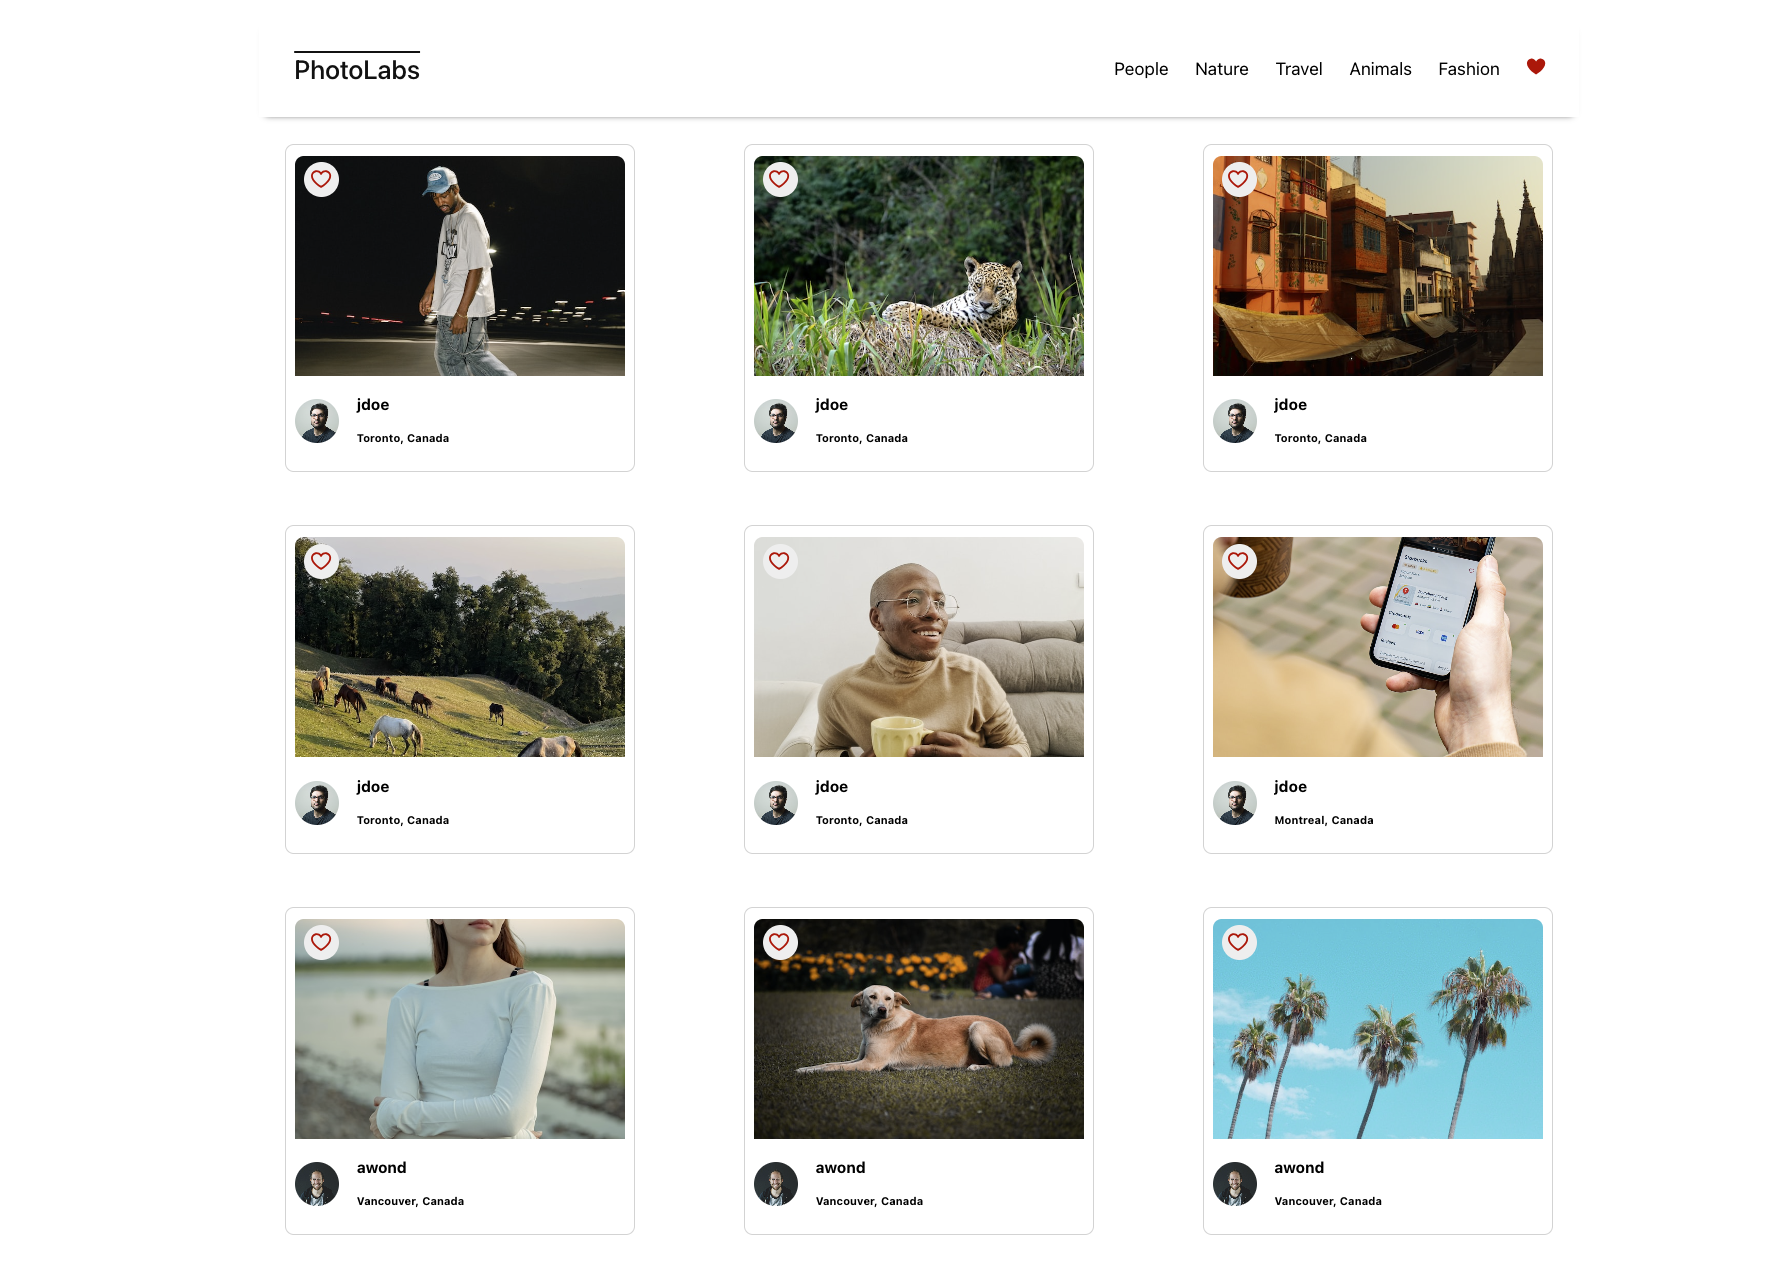 PhotoLabs
People Nature Travel Animals Fashion
jdoe
Toronto, Canada
jdoe
Toronto, Canada
jdoe
Toronto, Canada
jdoe
Toronto, Canada
jdoe
Toronto, Canada
jdoe
Montreal, Canada
awond
Vancouver, Canada
awond
Vancouver, Canada
awond
Vancouver, Canada